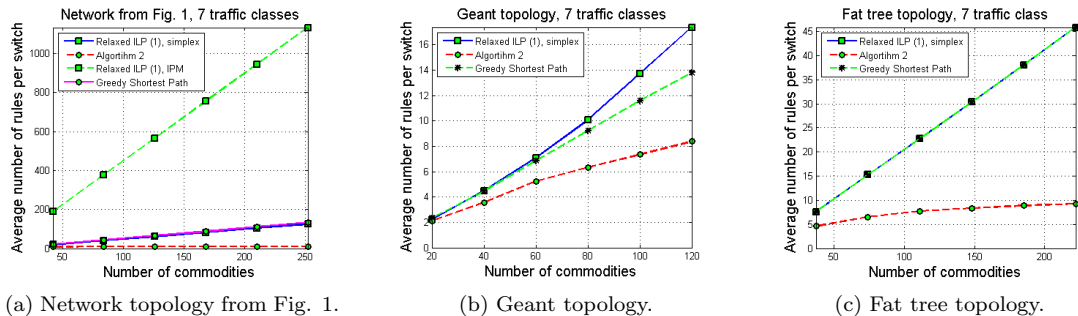 Network from Fig. 1, 7 traffic classes
Average number of rules per switch
1000
800
600
400
200
0
Relaxed ILP (1), simplex
Algortihm 2
Relaxed ILP (1), IPM
Greedy Shortest Path
50
100
150
200
250
Number of commodities
(a) Network topology from Fig. 1.
Geant topology, 7 traffic classes
Average number of rules per switch
16
14
12
10
8
6
4
2
0
Relaxed ILP (1), simplex
Algortihm 2
Greedy Shortest Path
20
40
60
80
100
120
Number of commodities
(b) Geant topology.
Fat tree topology, 7 traffic class
Average number of rules per switch
45
40
35
30
25
20
15
10
5
0
Relaxed ILP (1), simplex
Algortihm 2
Greedy Shortest Path
50
100
150
200
Number of commodities
(c) Fat tree topology.